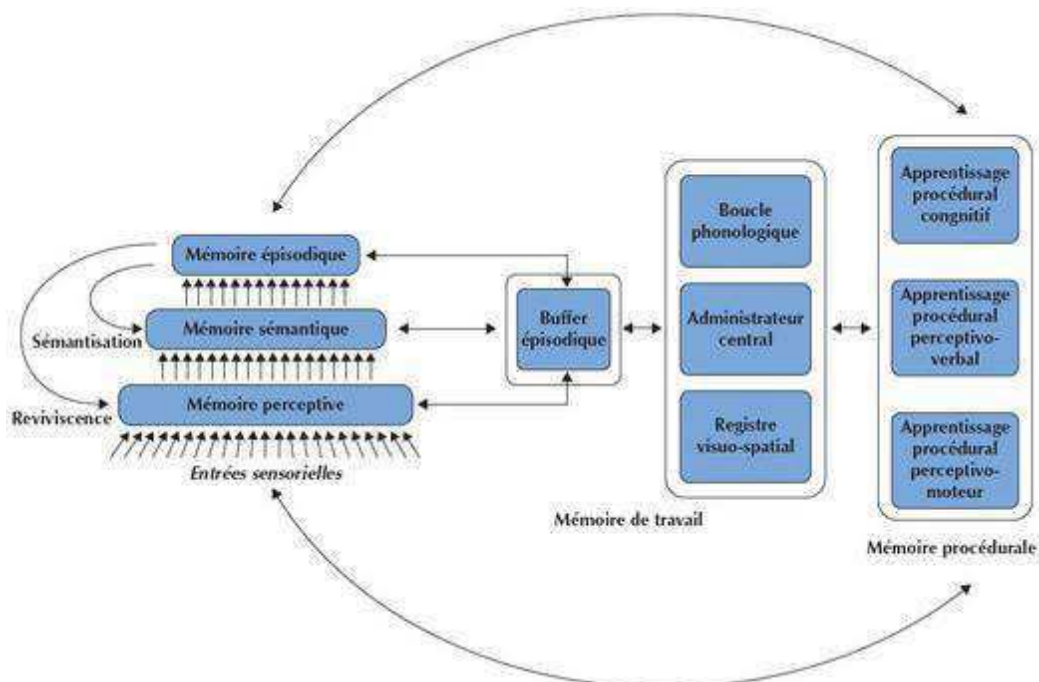 Mémoire épisodique
Sémantisation
Mémoire sémantique
Reviviscence
Mémoire perceptive
Entrées sensorielles
Buffer
épisodique
Boucle
phonologique
Administrateur
central
Registre
visuo-spatial
Mémoire de travail
Apprentissage
procédural
congnitif
Apprentissage
procédural
perceptivo-
verbal
Apprentissage
procédural
perceptivo-
moteur
Mémoire procédurale